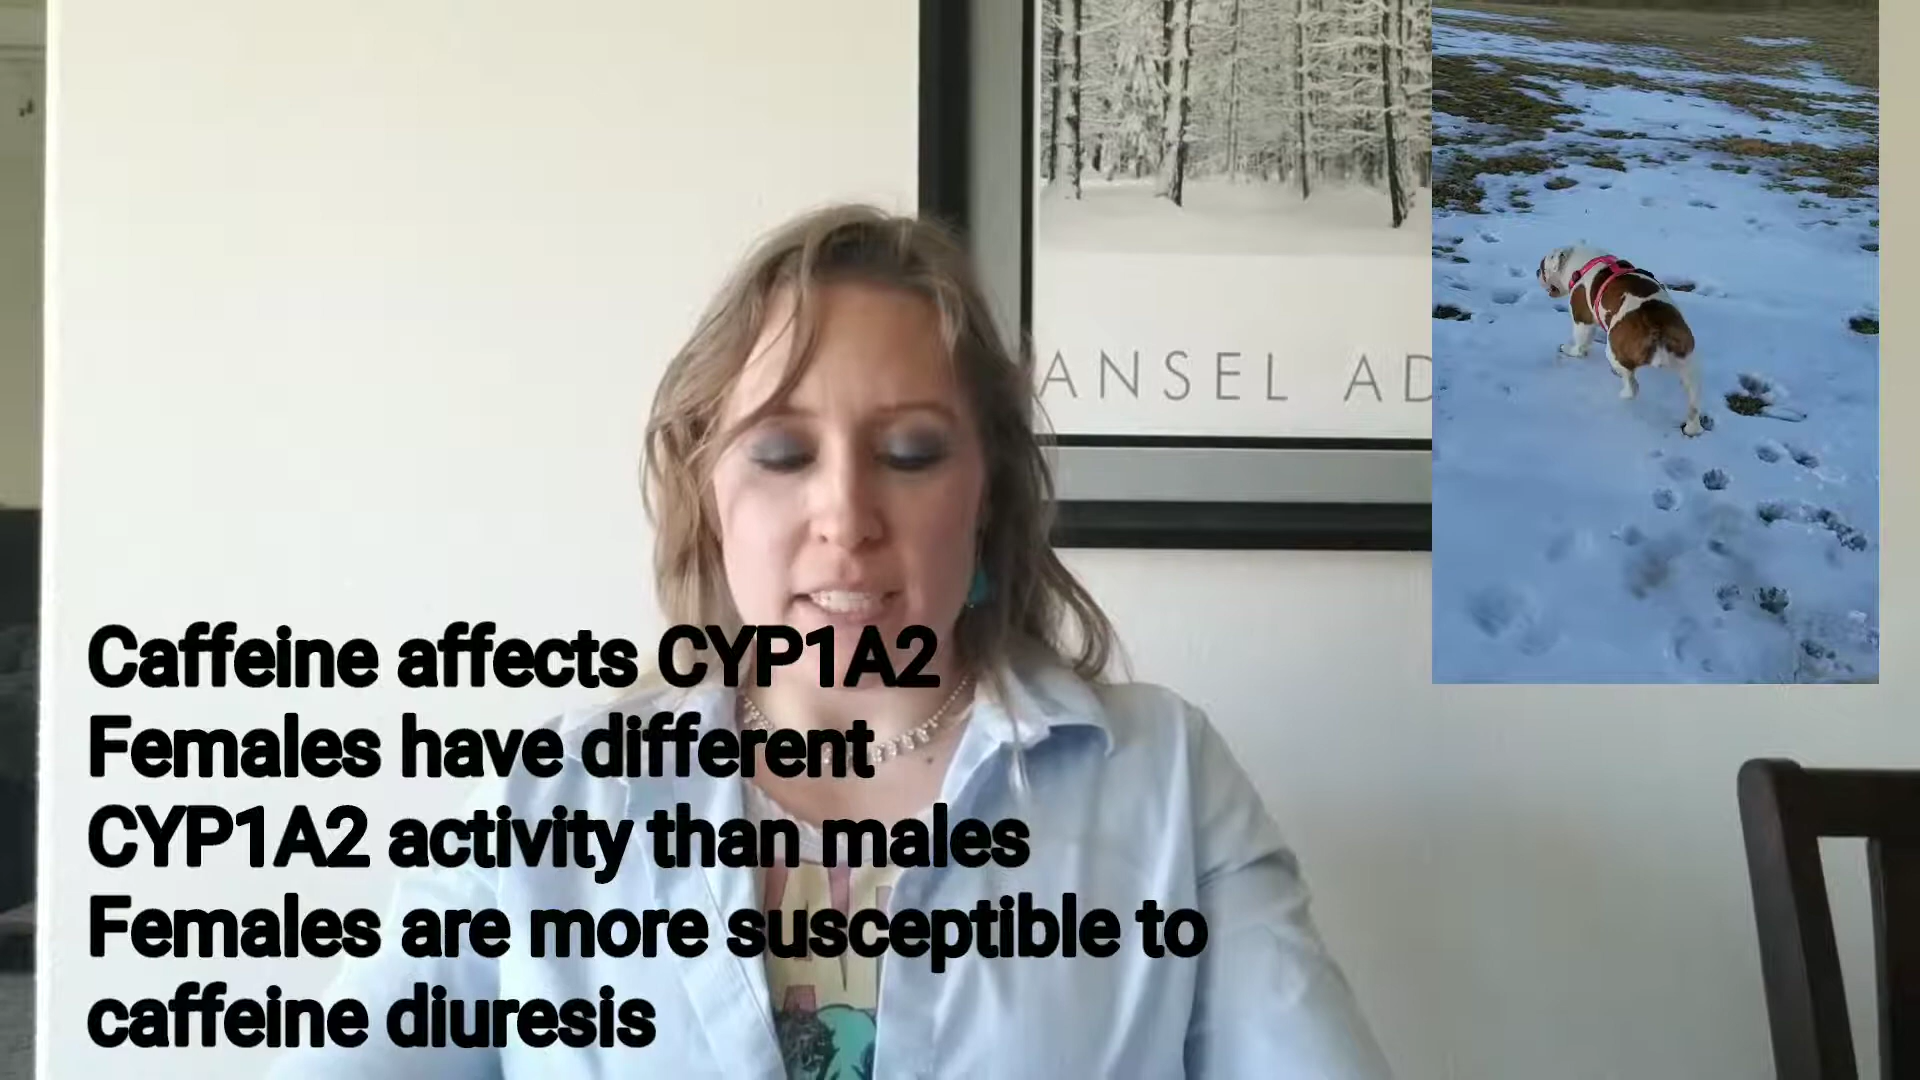 ANSEL AD
Caffeine affects CYP1A2
Females have different
CYP1A2 activity than males
Females are more susceptible to
caffeine diuresis